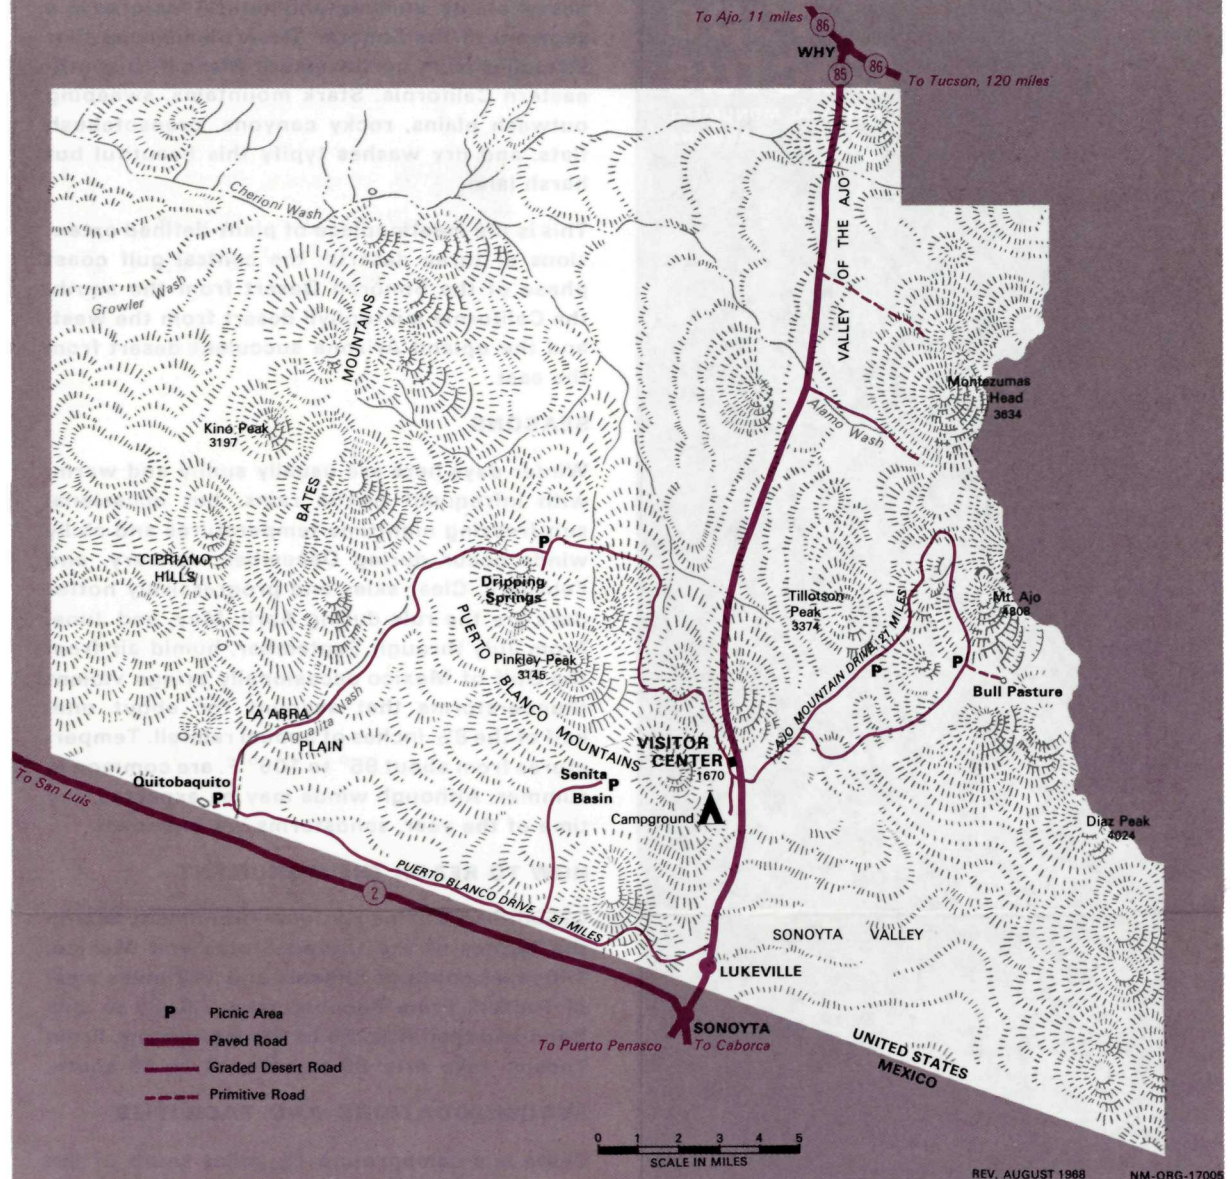 To Ajo, 11 miles
86
WHY
86
85
To Tucson, 120 miles
Cherioni Wash
Growler Wash
MOUNTAINS
VALLEY OF THE AJO
Montezumas
Head
3634
Alamo Wash
Kino Peak
3197
BATES
CIPRIANO
HILLS
P
Dripping
Springs
Tillotson
Peak
3374
Mt. Ajo
4808
PUERTO BLANCO MOUNTAINS
Pinkley Peak
3145
AJO MOUNTAIN DRIVE, 21 MILES
P
P
Bull Pasture
LA ABRA
PLAIN
Aguajita Wash
VISITOR
CENTER
1670
Senita
Basin
P
Campground
Quitobaquito
P
To San Luis
Diaz Peak
4024
PUERTO BLANCO DRIVE, 51 MILES
2
SONOYTA VALLEY
LUKEVILLE
SONOYTA
To Puerto Penasco
To Caborca
UNITED STATES
MEXICO
P Picnic Area
Paved Road
Graded Desert Road
Primitive Road
0 1 2 3 4 5
SCALE IN MILES
REV. AUGUST 1968 NM-ORG-17005